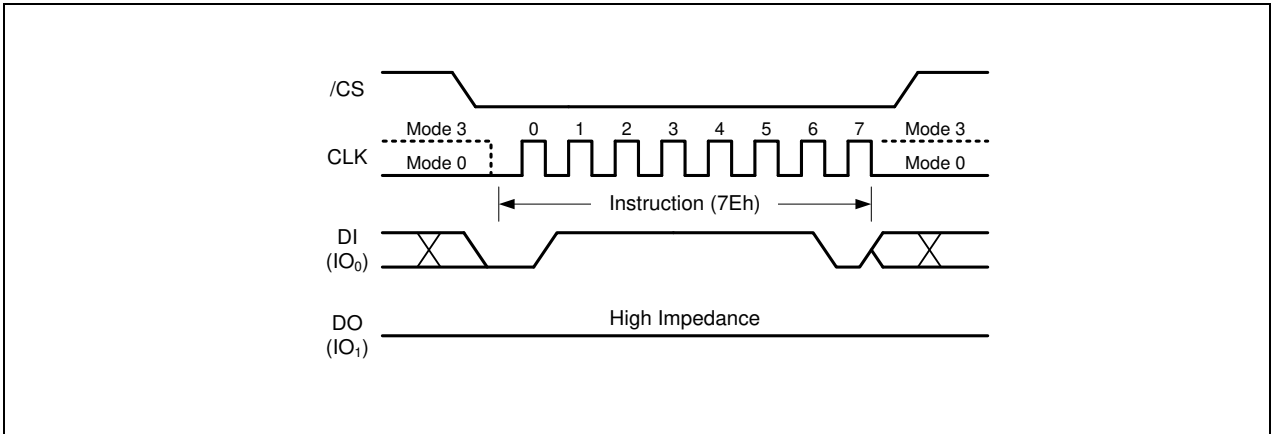 /CS
Mode 3 0 1 2 3 4 5 6 7 Mode 3
CLK
Mode 0 Mode 0
Instruction (7Eh)
DI
(IO₀)
High Impedance
DO
(IO₁)